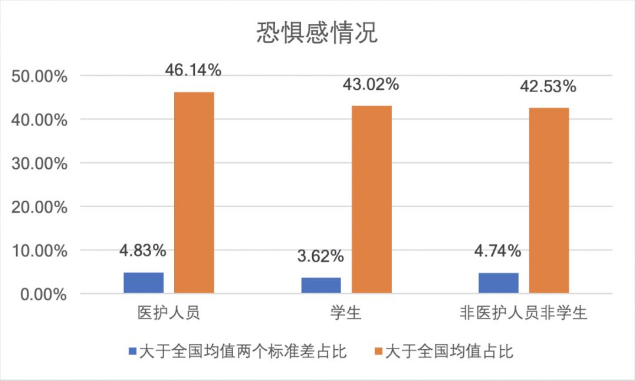 恐惧感情况
50.00%
40.00%
30.00%
20.00%
10.00%
0.00%
4.83%
46.14%
3.62%
43.02%
4.74%
42.53%
医护人员
学生
非医护人员非学生
大于全国均值两个标准差占比
大于全国均值占比